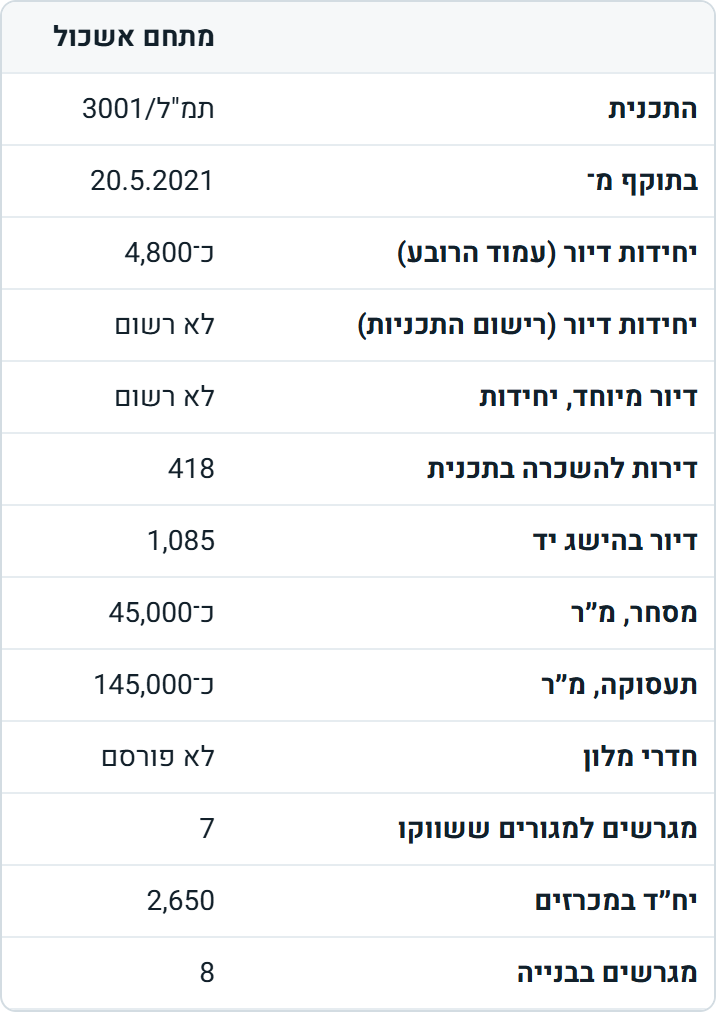 מתחם אשכול
התכנית תמ"ל/3001
בתוקף מ־ 20.5.2021
יחידות דיור (עמוד הרובע) כ־4,800
יחידות דיור (רישום התכניות) לא רשום
דיור מיוחד, יחידות לא רשום
דירות להשכרה בתכנית 418
דיור בהישג יד 1,085
מסחר, מ״ר כ־45,000
תעסוקה, מ״ר כ־145,000
חדרי מלון לא פורסם
מגרשים למגורים ששווקו 7
יח״ד במכרזים 2,650
מגרשים בבנייה 8